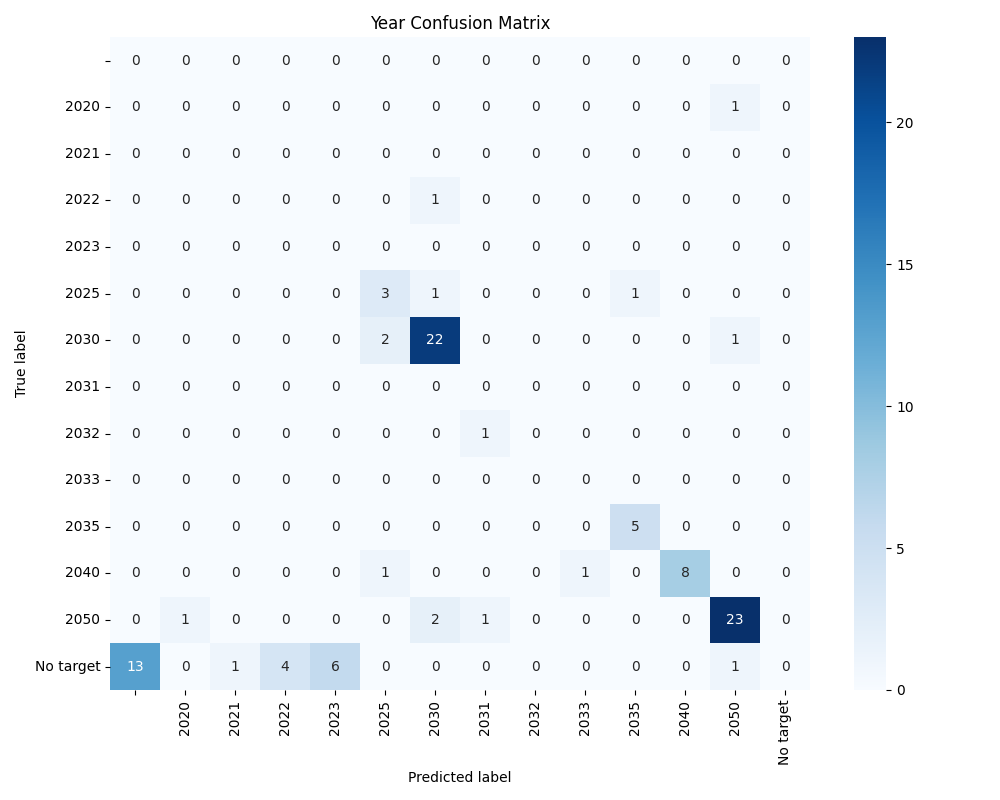 Year Confusion Matrix
True label
0 0 0 0 0 0 0 0 0 0 0 0 0 0
2020 0 0 0 0 0 0 0 0 0 0 0 0 1 0
2021 0 0 0 0 0 0 0 0 0 0 0 0 0 0
2022 0 0 0 0 0 0 1 0 0 0 0 0 0 0
2023 0 0 0 0 0 0 0 0 0 0 0 0 0 0
2025 0 0 0 0 0 3 1 0 0 0 1 0 0 0
2030 0 0 0 0 0 2 22 0 0 0 0 0 1 0
2031 0 0 0 0 0 0 0 0 0 0 0 0 0 0
2032 0 0 0 0 0 0 0 1 0 0 0 0 0 0
2033 0 0 0 0 0 0 0 0 0 0 0 0 0 0
2035 0 0 0 0 0 0 0 0 0 0 5 0 0 0
2040 0 0 0 0 0 1 0 0 0 1 0 8 0 0
2050 0 1 0 0 0 0 2 1 0 0 0 0 23 0
No target 13 0 1 4 6 0 0 0 0 0 0 0 1 0
2020 2021 2022 2023 2025 2030 2031 2032 2033 2035 2040 2050 No target
Predicted label
20
15
10
5
0